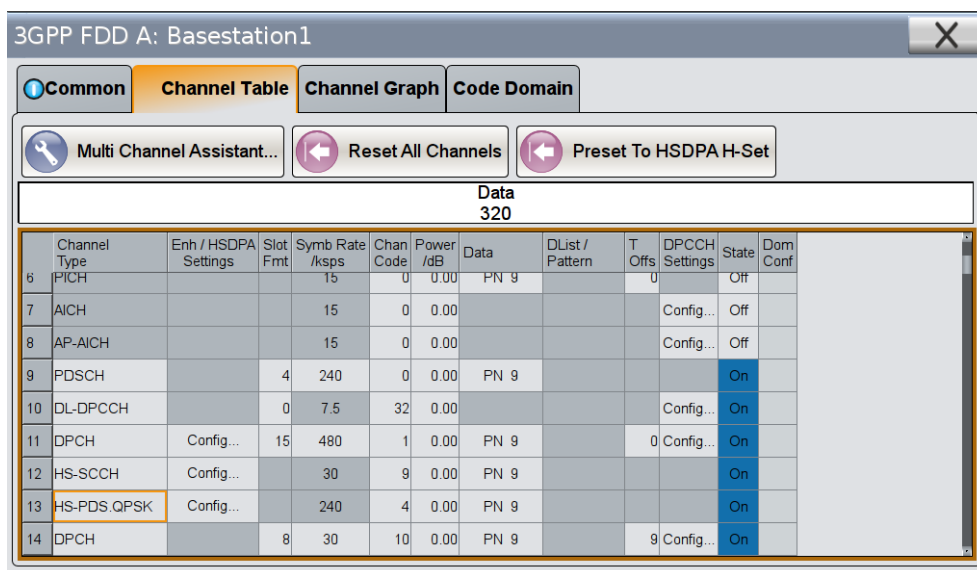 3GPP FDD A: Basestation1
Common Channel Table Channel Graph Code Domain
Multi Channel Assistant... Reset All Channels Preset To HSDPA H-Set
Data
320
Channel Type Enh / HSDPA Settings Slot Fmt Symb Rate /ksps Chan Code Power /dB Data DList / Pattern T Offs DPCCH Settings State Dom Conf
6 PICH 15 0 0.00 PN 9 0 Off
7 AICH 15 0 0.00 Config... Off
8 AP-AICH 15 0 0.00 Config... Off
9 PDSCH 4 240 0 0.00 PN 9 On
10 DL-DPCCH 0 7.5 32 0.00 Config... On
11 DPCH Config... 15 480 1 0.00 PN 9 0 Config... On
12 HS-SCCH Config... 30 9 0.00 PN 9 On
13 HS-PDS.QPSK Config... 240 4 0.00 PN 9 On
14 DPCH 8 30 10 0.00 PN 9 9 Config... On